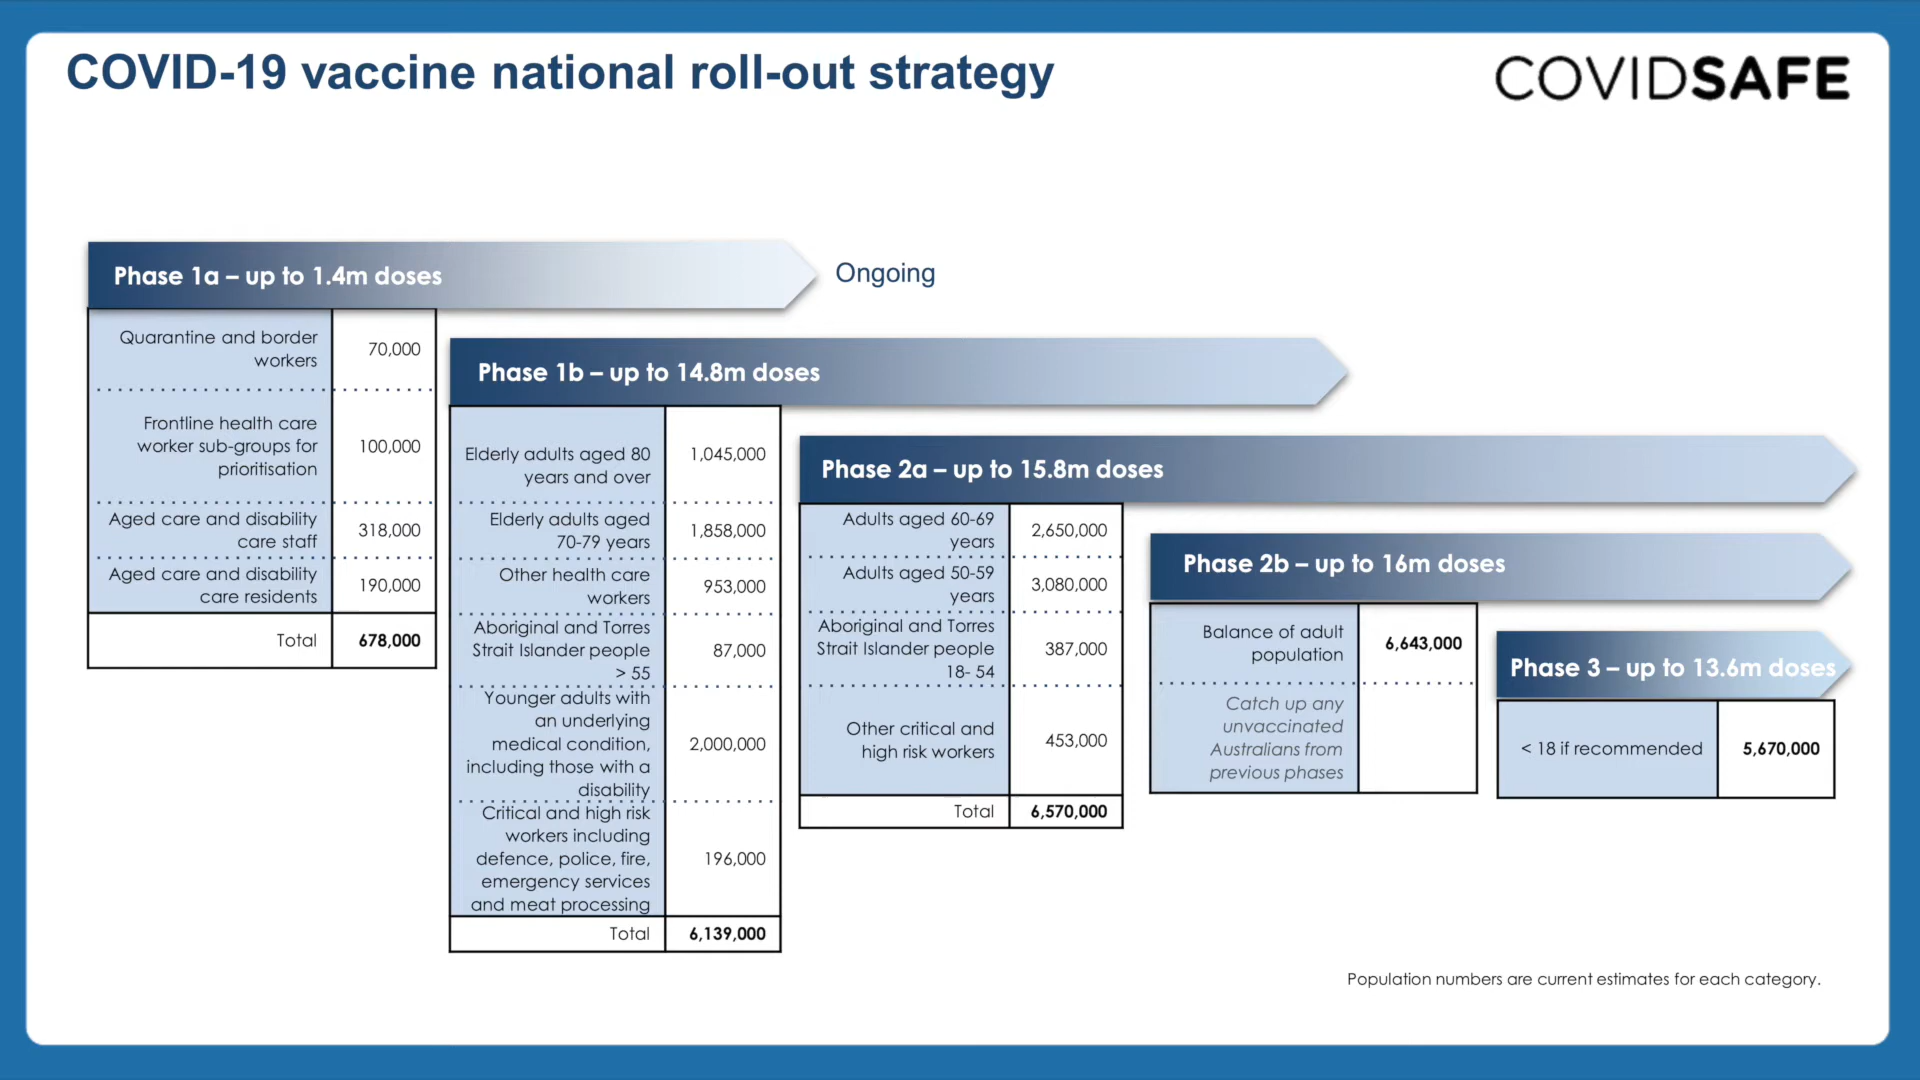 COVID-19 vaccine national roll-out strategy
COVIDSAFE
Phase 1a – up to 1.4m doses
Ongoing
Quarantine and border
workers
70,000
Frontline health care
worker sub-groups for
prioritisation
100,000
Aged care and disability
care staff
318,000
Aged care and disability
care residents
190,000
Total
678,000
Phase 1b – up to 14.8m doses
Elderly adults aged 80
years and over
1,045,000
Elderly adults aged
70-79 years
1,858,000
Other health care
workers
953,000
Aboriginal and Torres
Strait Islander people
> 55
87,000
Younger adults with
an underlying
medical condition,
including those with a
disability
2,000,000
Critical and high risk
workers including
defence, police, fire,
emergency services
and meat processing
196,000
Total
6,139,000
Phase 2a – up to 15.8m doses
Adults aged 60-69
years
2,650,000
Adults aged 50-59
years
3,080,000
Aboriginal and Torres
Strait Islander people
18- 54
387,000
Other critical and
high risk workers
453,000
Total
6,570,000
Phase 2b – up to 16m doses
Balance of adult
population
6,643,000
Catch up any
unvaccinated
Australians from
previous phases
Phase 3 – up to 13.6m doses
< 18 if recommended
5,670,000
Population numbers are current estimates for each category.